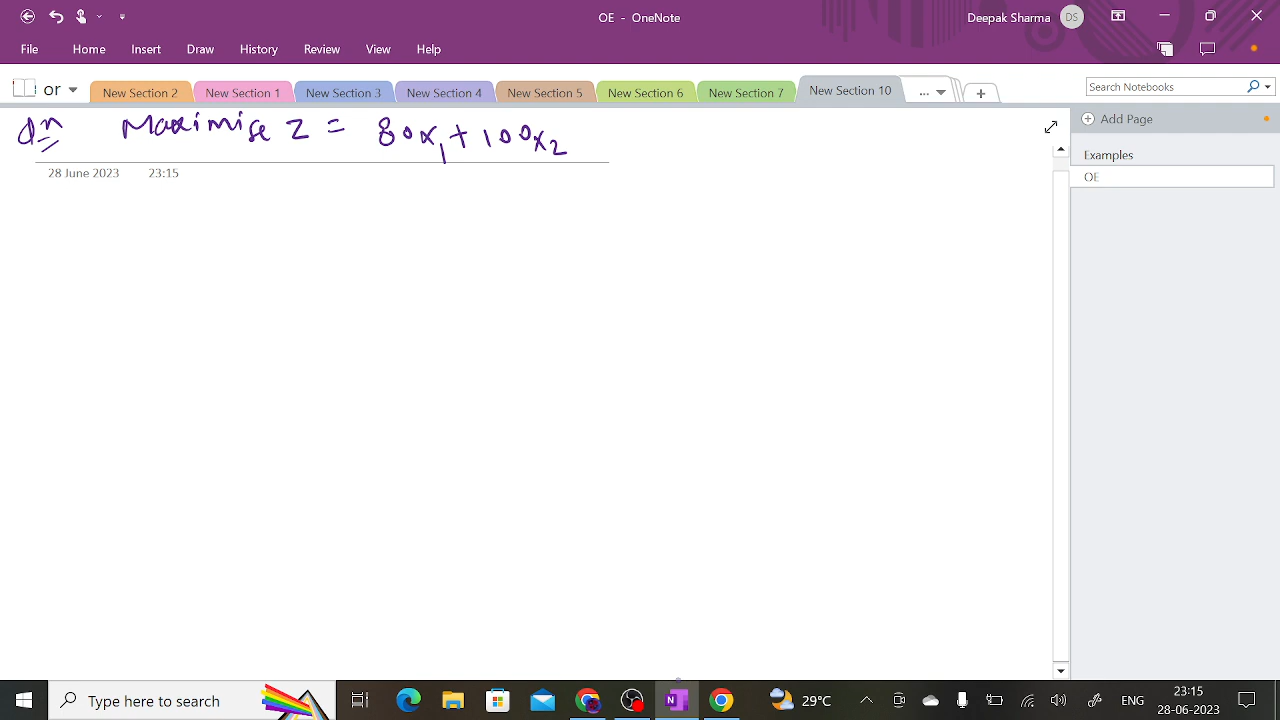 OE - OneNote
Deepak Sharma
DS
File Home Insert Draw History Review View Help
or
New Section 2 New Section 1 New Section 3 New Section 4 New Section 5 New Section 6 New Section 7 New Section 10 ... +
Search Notebooks
Maximise Z = 80x₁ + 100x₂
28 June 2023 23:15
Add Page
Examples
OE
Type here to search
29°C
ENG
23:15
28-06-2023